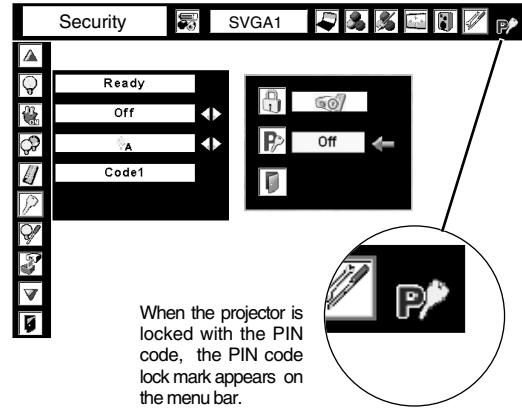 Security
SVGA1
P
ON
Ready
Off
A
Code1
P
Off
P
When the projector is
locked with the PIN
code, the PIN code
lock mark appears on
the menu bar.